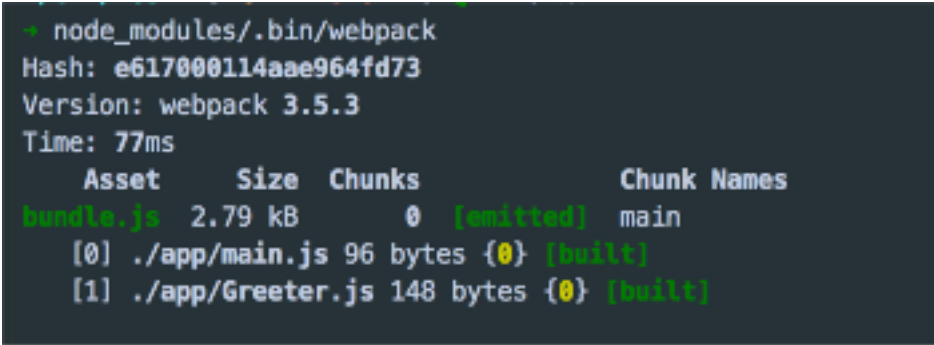 → node_modules/.bin/webpack
Hash: e617000114aae964fd73
Version: webpack 3.5.3
Time: 77ms
    Asset     Size  Chunks             Chunk Names
bundle.js  2.79 kB       0  [emitted]  main
   [0] ./app/main.js 96 bytes {0} [built]
   [1] ./app/Greeter.js 148 bytes {0} [built]